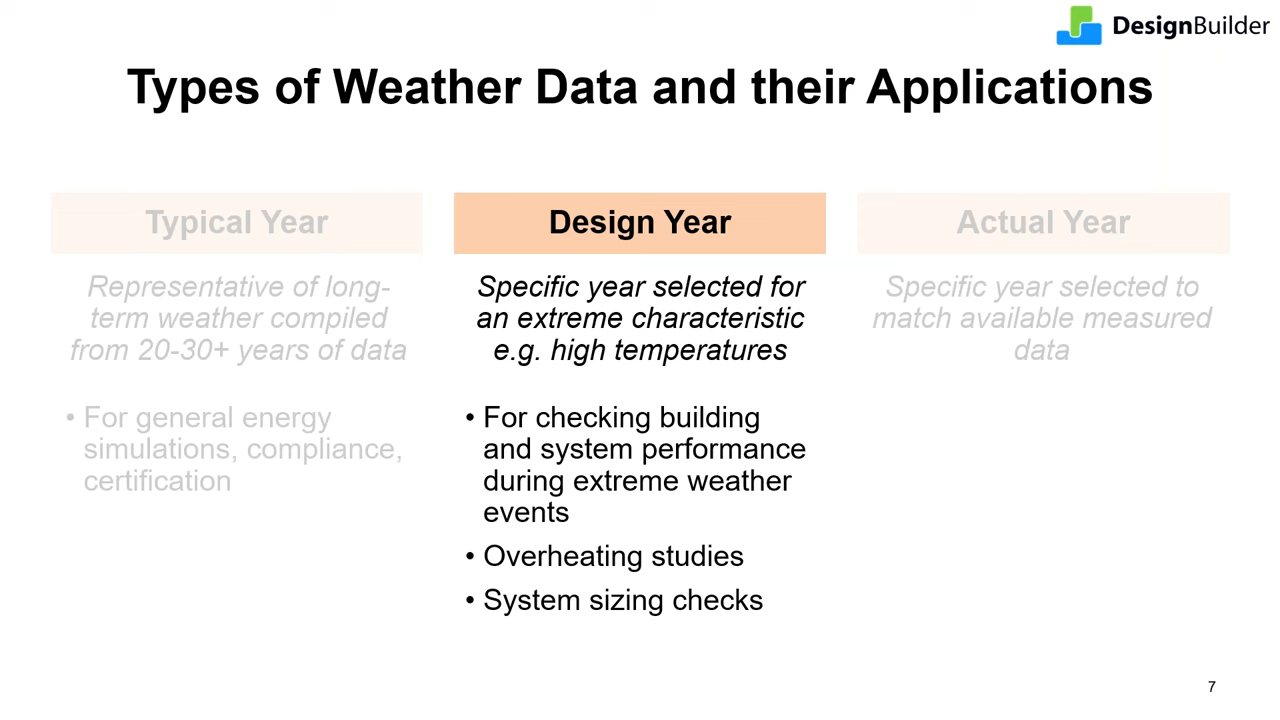 DesignBuilder
Types of Weather Data and their Applications
Typical Year
Representative of long-
term weather compiled
from 20-30+ years of data
• For general energy
simulations, compliance,
certification
Design Year
Specific year selected for
an extreme characteristic
e.g. high temperatures
• For checking building
and system performance
during extreme weather
events
• Overheating studies
• System sizing checks
Actual Year
Specific year selected to
match available measured
data
7